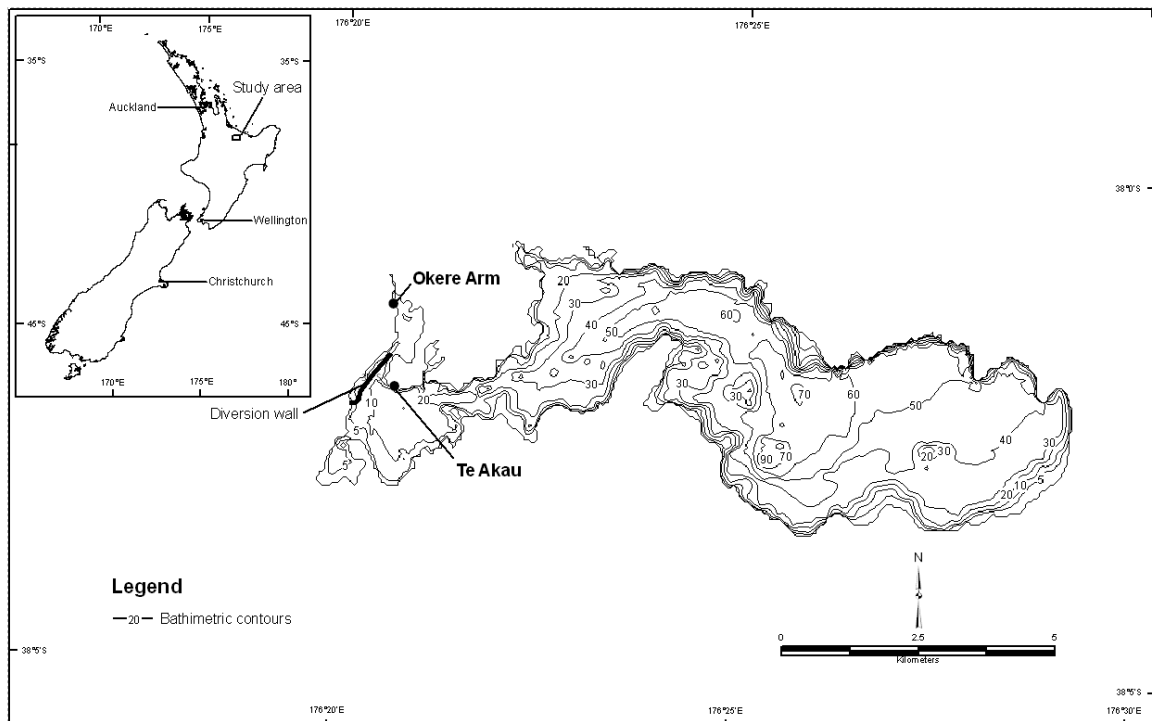 176°20'E
176°25'E
170°E
175°E
35°S
35°S
Study area
Auckland
Wellington
Christchurch
45°S
45°S
170°E
175°E
180°
38°0'S
Okere Arm
20
30
40
50
60
30
20
10
30
30
70
60
50
Diversion wall
5
5
Te Akau
90
70
20
30
40
30
20
10
5
N
Legend
20 Bathimetric contours
0
2.5
5
Kilometers
38°5'S
38°5'S
176°20'E
176°25'E
176°30'E